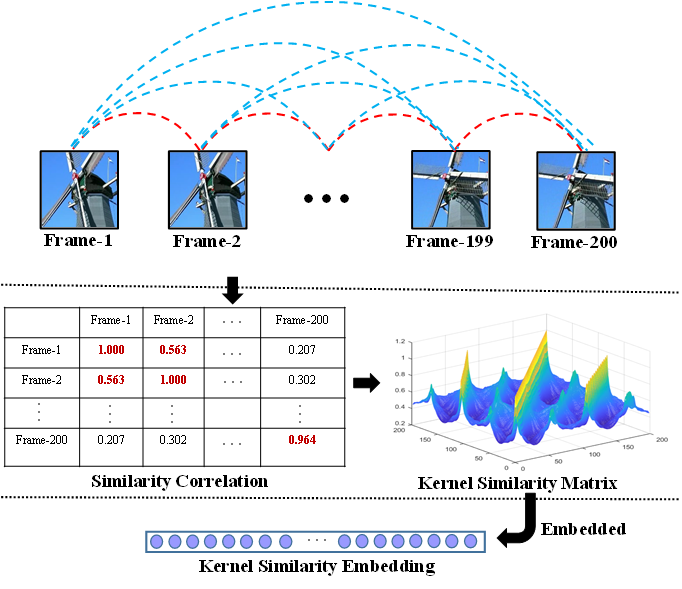 Frame-1 Frame-2 • • • Frame-199 Frame-200
Frame-1 Frame-2 . . . Frame-200
Frame-1 1.000 0.563 . . . 0.207
Frame-2 0.563 1.000 . . . 0.302
Frame-200 0.207 0.302 . . . 0.964
Similarity Correlation
1.2
1
0.8
0.6
0.4
0.2
200
150
100
50
0
0
50
100
150
200
Kernel Similarity Matrix
Embedded
. . .
Kernel Similarity Embedding